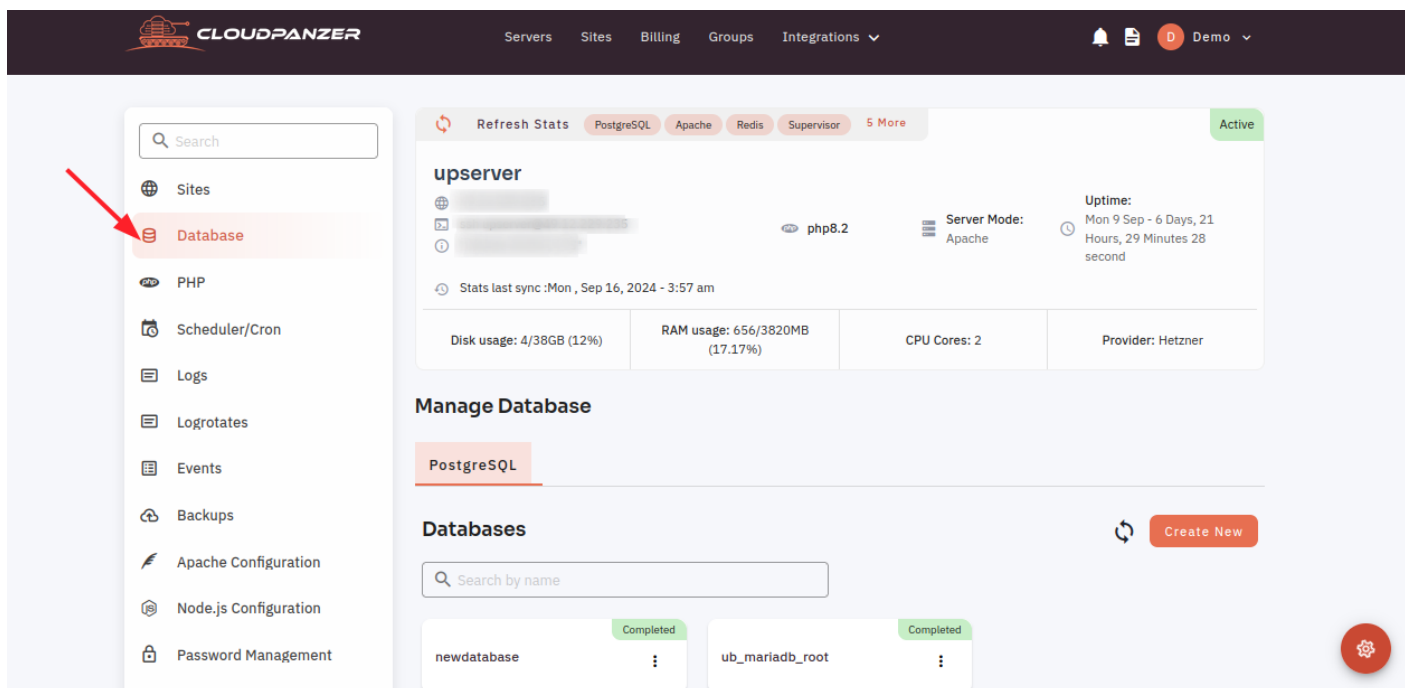 CLOUDPANZER
Servers Sites Billing Groups Integrations
D Demo
Search
Sites
Database
PHP
Scheduler/Cron
Logs
Logrotates
Events
Backups
Apache Configuration
Node.js Configuration
Password Management
Refresh Stats PostgreSQL Apache Redis Supervisor 5 More
Active
upserver
php php8.2
Server Mode:
Apache
Uptime:
Mon 9 Sep - 6 Days, 21
Hours, 29 Minutes 28
second
Stats last sync :Mon , Sep 16, 2024 - 3:57 am
Disk usage: 4/38GB (12%)
RAM usage: 656/3820MB
(17.17%)
CPU Cores: 2
Provider: Hetzner
Manage Database
PostgreSQL
Databases
Create New
Search by name
Completed
newdatabase
Completed
ub_mariadb_root